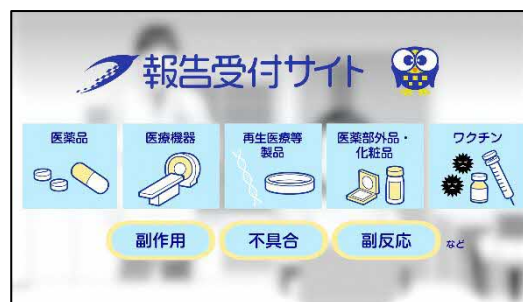 報告受付サイト
医薬品
医療機器
再生医療等
製品
医薬部外品・
化粧品
ワクチン
副作用
不具合
副反応
など